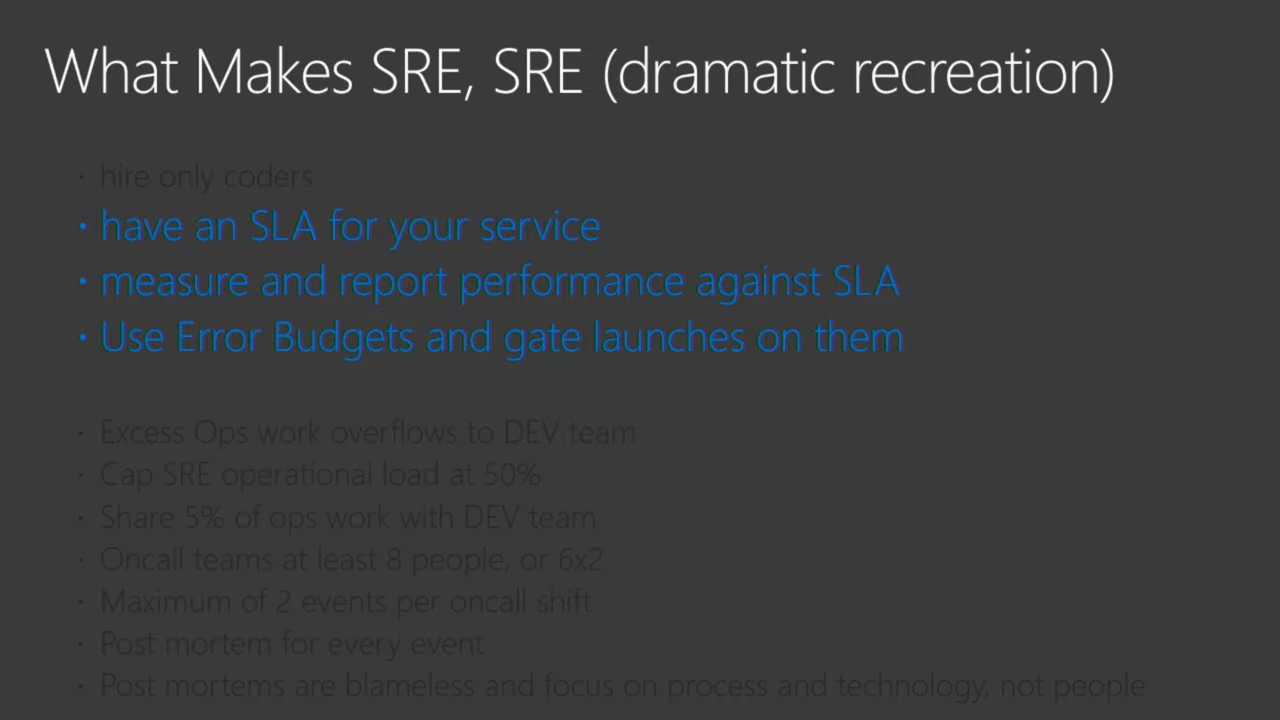 What Makes SRE, SRE (dramatic recreation)
· hire only coders
· have an SLA for your service
· measure and report performance against SLA
· Use Error Budgets and gate launches on them
· Excess Ops work overflows to DEV team
· Cap SRE operational load at 50%
· Share 5% of ops work with DEV team
· Oncall teams at least 8 people, or 6x2
· Maximum of 2 events per oncall shift
· Post mortem for every event
· Post mortems are blameless and focus on process and technology, not people